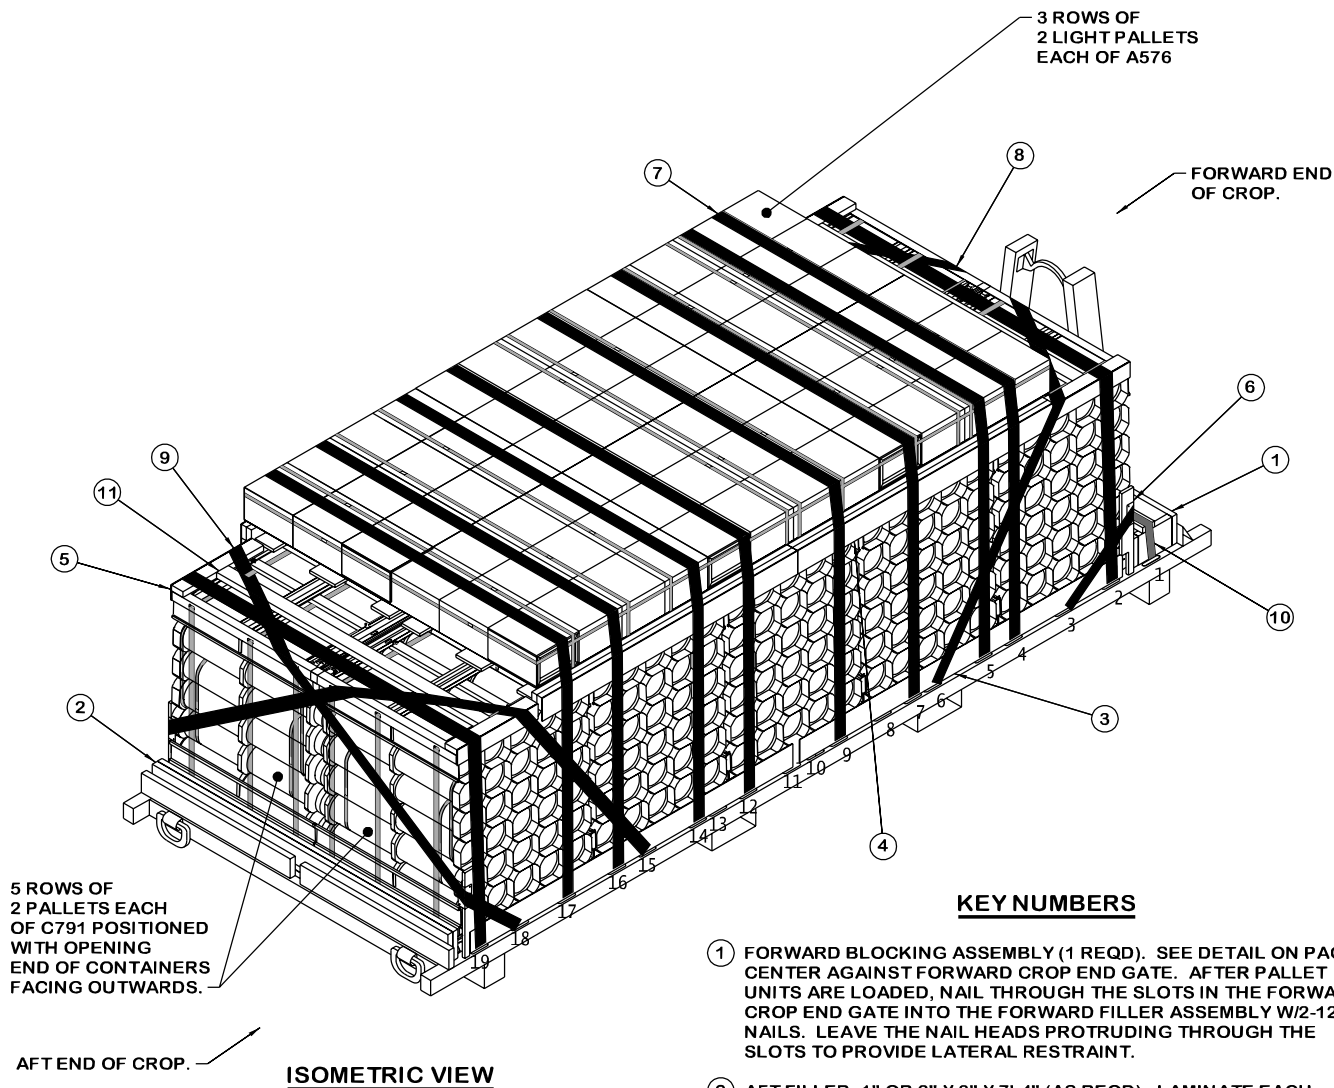 3 ROWS OF
2 LIGHT PALLETS
EACH OF A576
8
7
FORWARD END
OF CROP.
6
1
9
11
5
10
2
3
4
1
2
3
4
5
6
7
8
9
10
11
12
13
14
15
16
17
18
19
5 ROWS OF
2 PALLETS EACH
OF C791 POSITIONED
WITH OPENING
END OF CONTAINERS
FACING OUTWARDS.
AFT END OF CROP.
ISOMETRIC VIEW
KEY NUMBERS
1 FORWARD BLOCKING ASSEMBLY (1 REQD). SEE DETAIL ON
CENTER AGAINST FORWARD CROP END GATE. AFTER PALLET
UNITS ARE LOADED, NAIL THROUGH THE SLOTS IN THE
CROP END GATE INTO THE FORWARD FILLER ASSEMBLY W/2-12
NAILS. LEAVE THE NAIL HEADS PROTRUDING THROUGH THE
SLOTS TO PROVIDE LATERAL RESTRAINT.